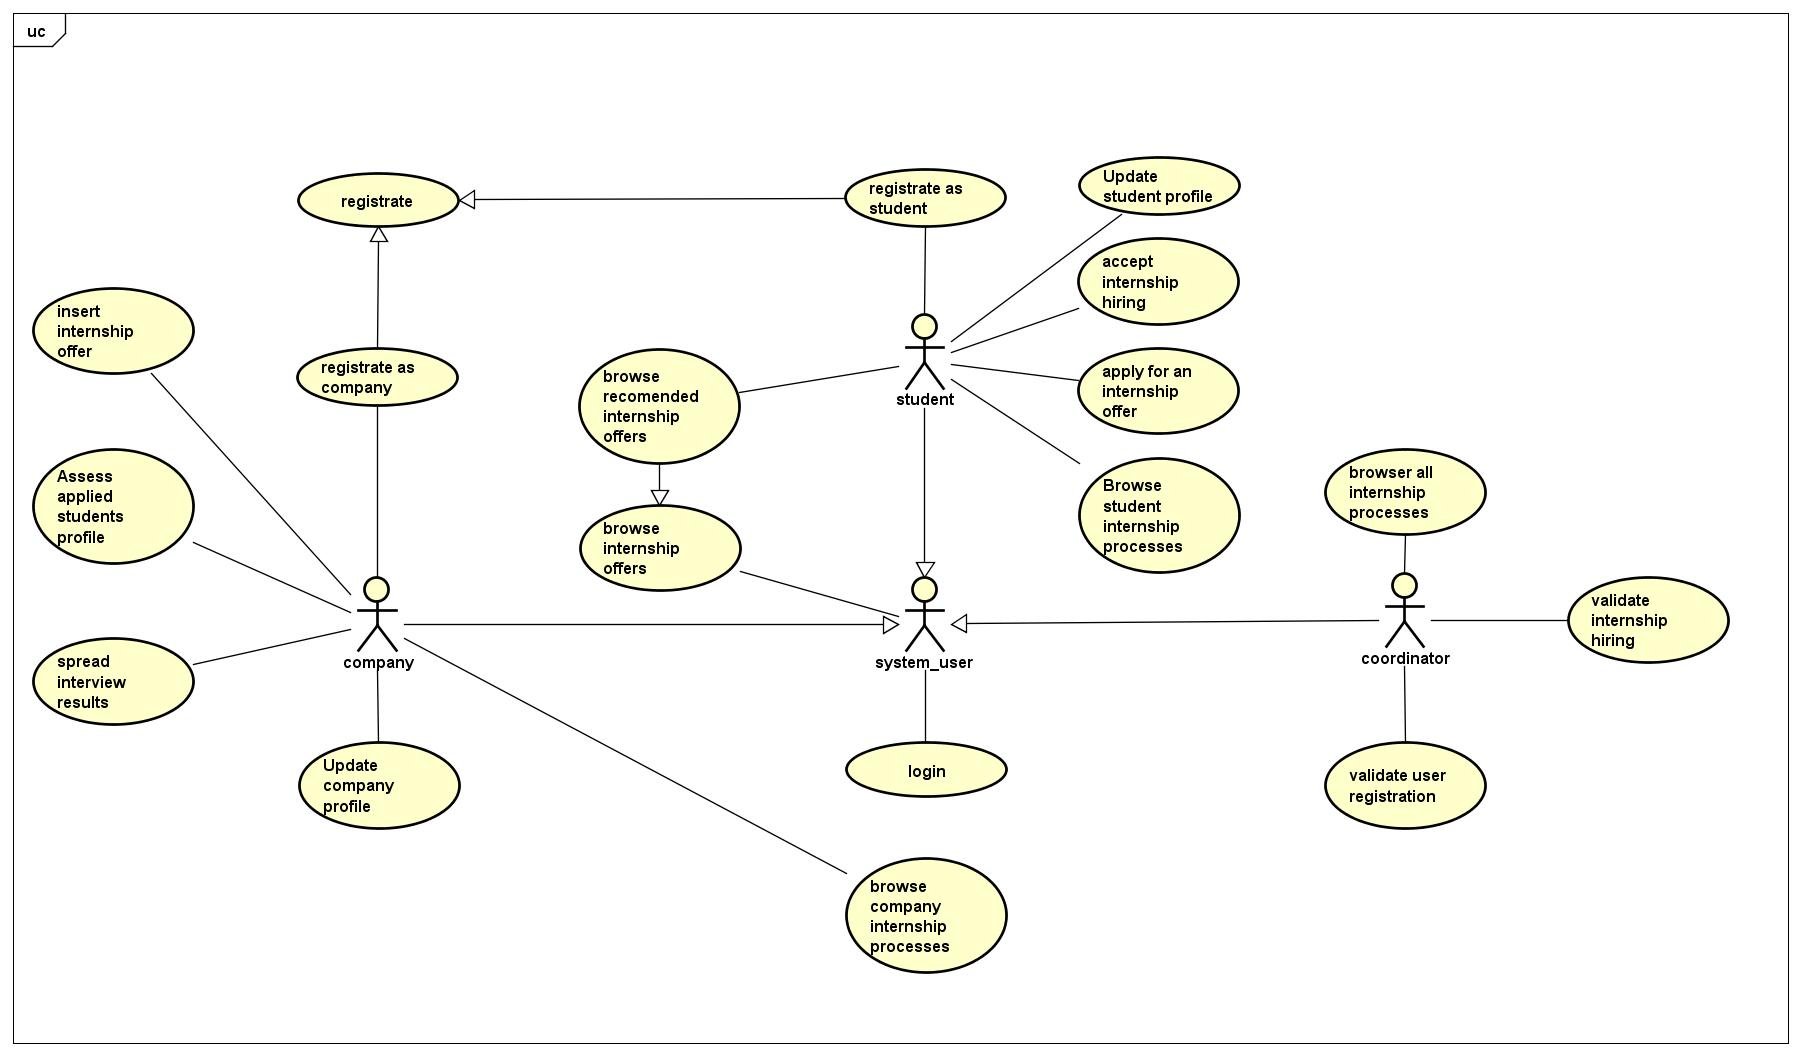 uc
registrate
registrate as
student
Update
student profile
accept
internship
hiring
insert
internship
offer
registrate as
company
browse
recomended
internship
offers
student
apply for an
internship
offer
Assess
applied
students
profile
browse
internship
offers
Browse
student
internship
processes
browser all
internship
processes
validate
internship
hiring
spread
interview
results
company
system_user
coordinator
Update
company
profile
login
validate user
registration
browse
company
internship
processes